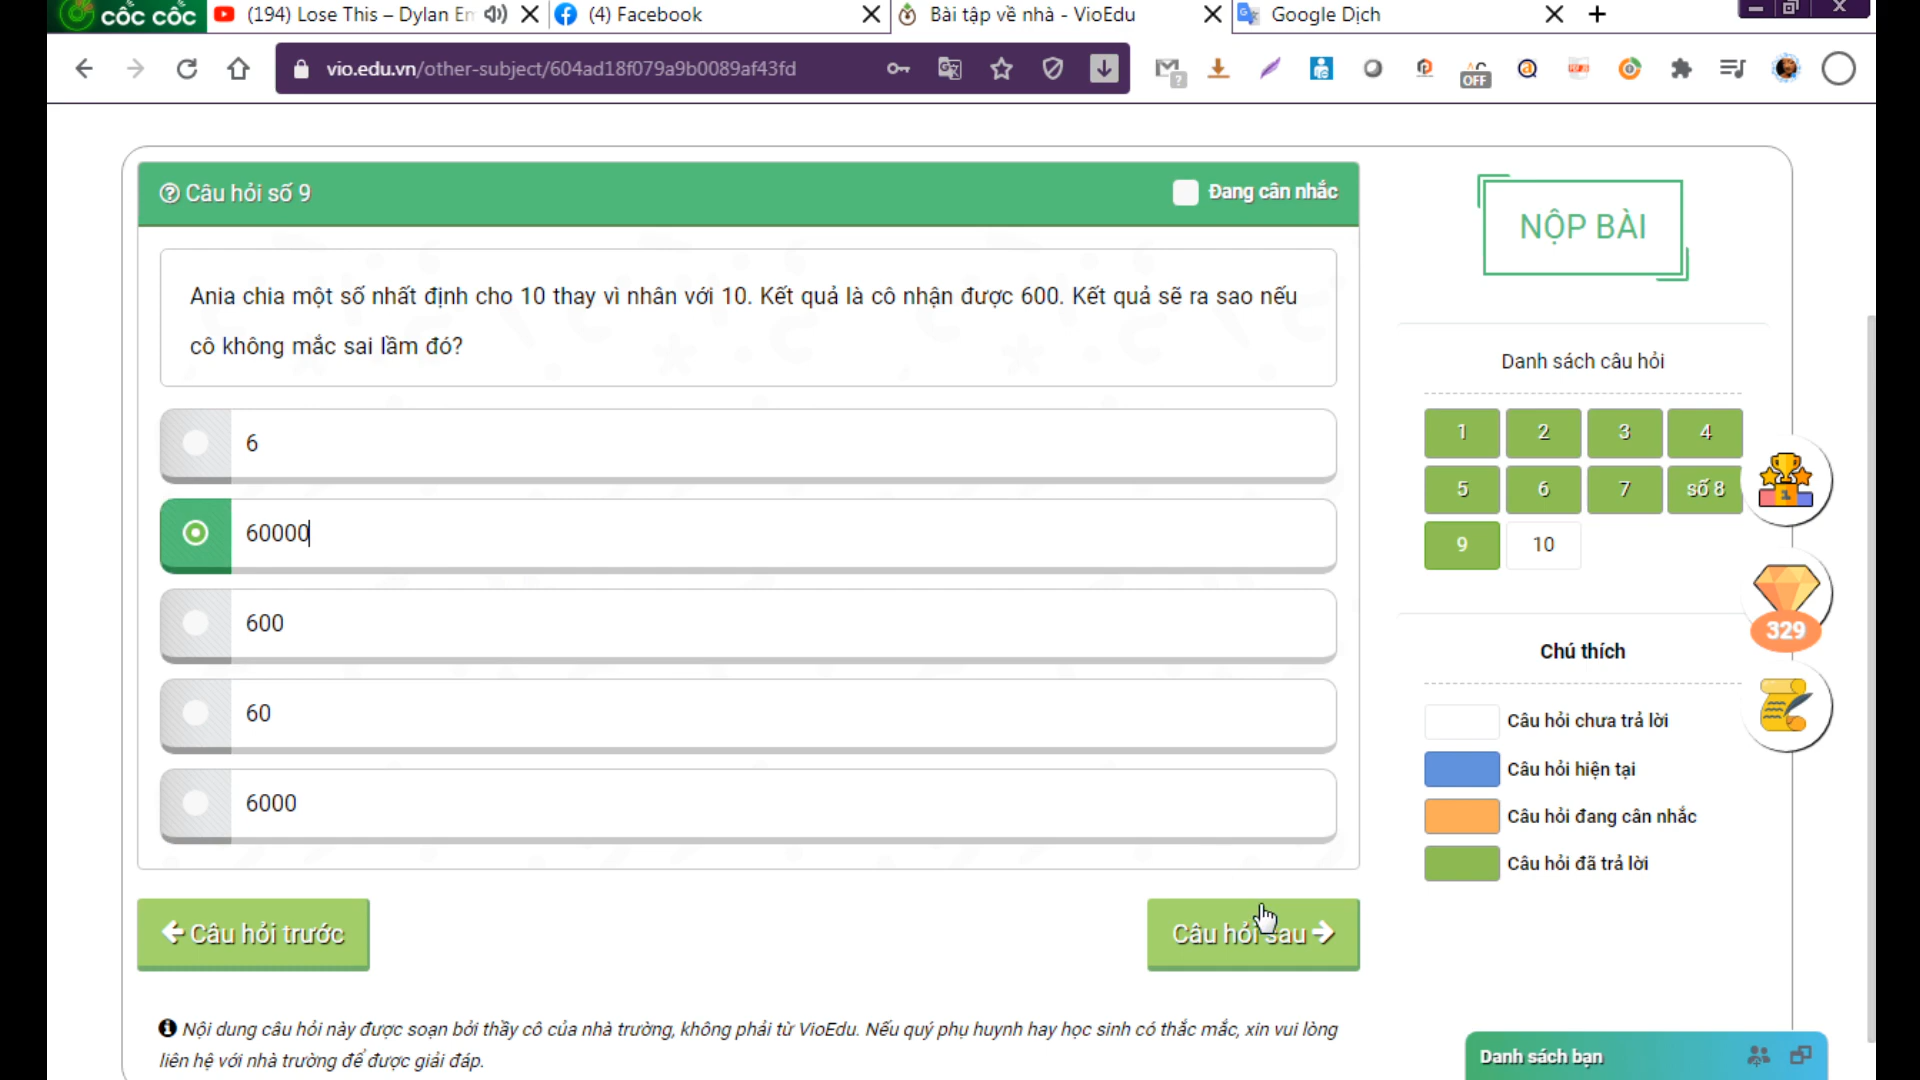 cốc cốc
(194) Lose This – Dylan Em
(4) Facebook
Bài tập về nhà - VioEdu
Google Dịch
vio.edu.vn/other-subject/604ad18f079a9b0089af43fd
OFF
Câu hỏi số 9
Đang cân nhắc
Ania chia một số nhất định cho 10 thay vì nhân với 10. Kết quả là cô nhận được 600. Kết quả sẽ ra sao nếu
cô không mắc sai lầm đó?
6
60000
600
60
6000
Câu hỏi trước
Câu hỏi sau
Nội dung câu hỏi này được soạn bởi thầy cô của nhà trường, không phải từ VioEdu. Nếu quý phụ huynh hay học sinh có thắc mắc, xin vui lòng
liên hệ với nhà trường để được giải đáp.
NỘP BÀI
Danh sách câu hỏi
1 2 3 4
5 6 7 số 8
9 10
329
Chú thích
Câu hỏi chưa trả lời
Câu hỏi hiện tại
Câu hỏi đang cân nhắc
Câu hỏi đã trả lời
Danh sách bạn